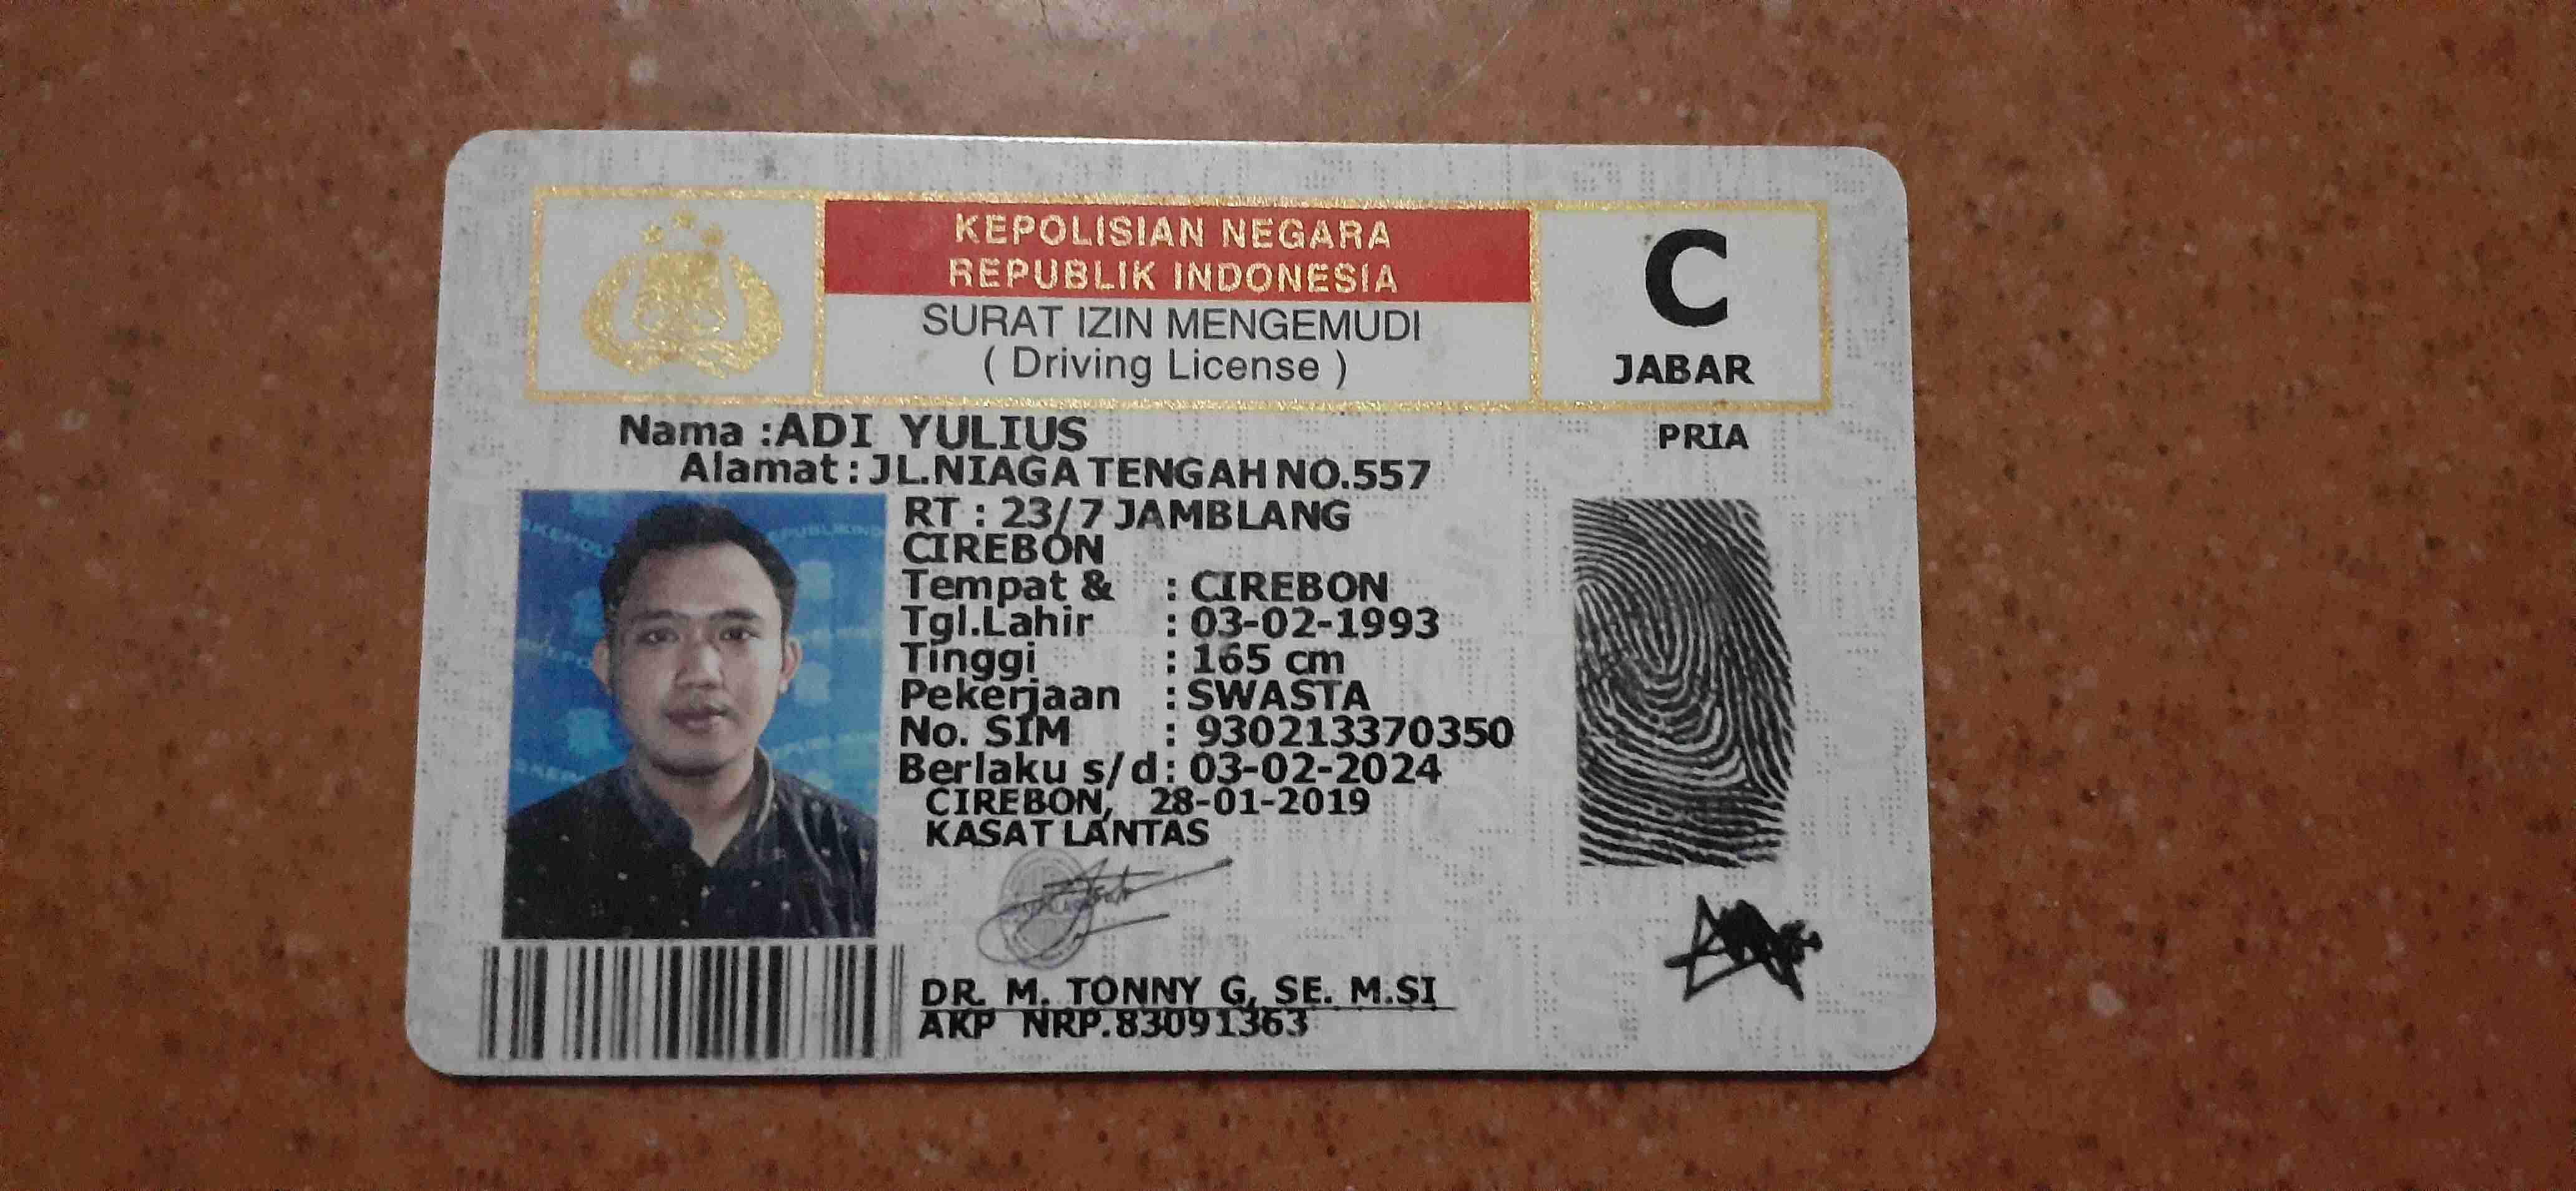 KEPOLISIAN NEGARA
REPUBLIK INDONESIA
SURAT IZIN MENGEMUDI
( Driving License )
C
JABAR
Nama :ADI YULIUS
PRIA
Alamat : JL.NIAGA TENGAH NO.557
RT : 23/7 JAMBLANG
CIREBON
Tempat & : CIREBON
Tgl.Lahir : 03-02-1993
Tinggi : 165 cm
Pekerjaan : SWASTA
No. SIM : 930213370350
Berlaku s/d : 03-02-2024
CIREBON, 28-01-2019
KASAT LANTAS
DR. M. TONNY G, SE. M.SI
AKP NRP.83091363